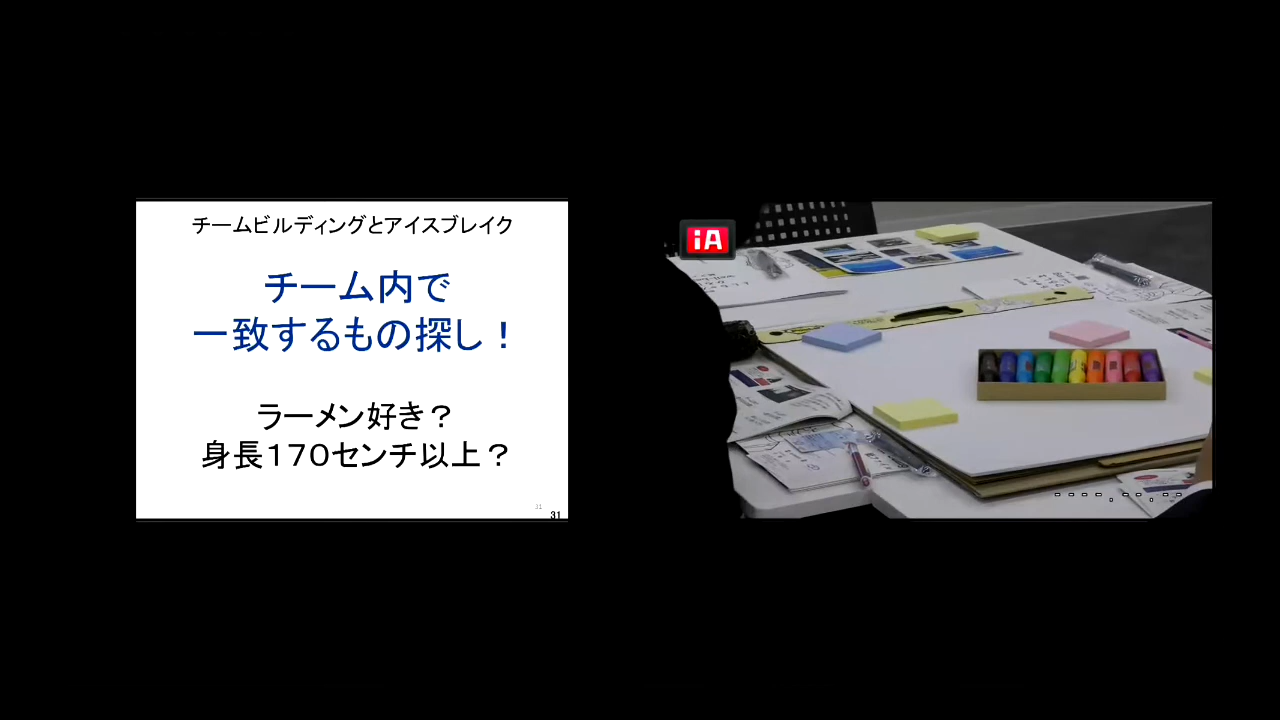 チームビルディングとアイスブレイク
チーム内で
一致するもの探し！
ラーメン好き？
身長１７０センチ以上？
31
31
iA